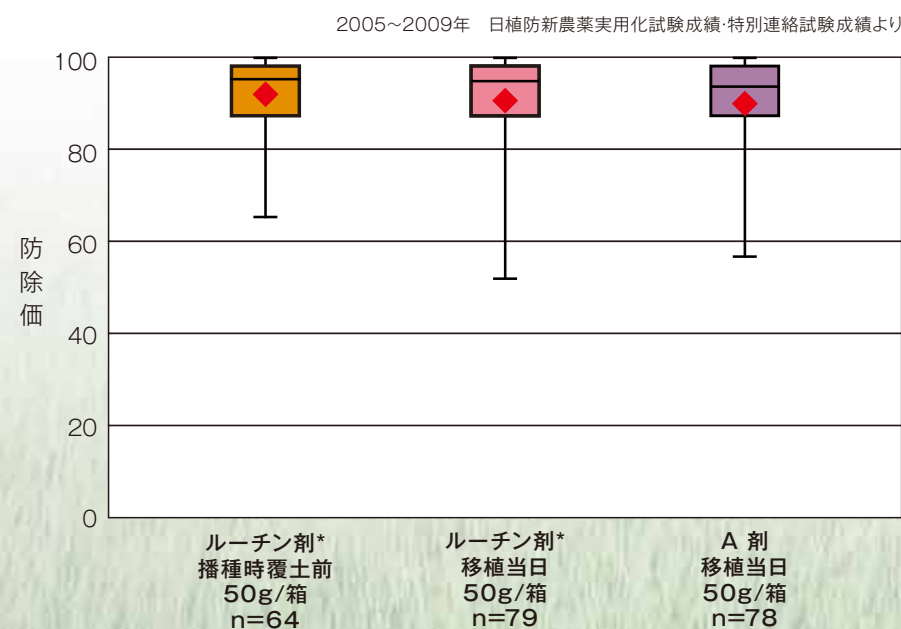 2005～2009年　日植防新農薬実用化試験成績・特別連絡試験成績より
100
80
60
40
20
0
防除価
ルーチン剤*
播種時覆土前
50g/箱
n=64
ルーチン剤*
移植当日
50g/箱
n=79
A 剤
移植当日
50g/箱
n=78